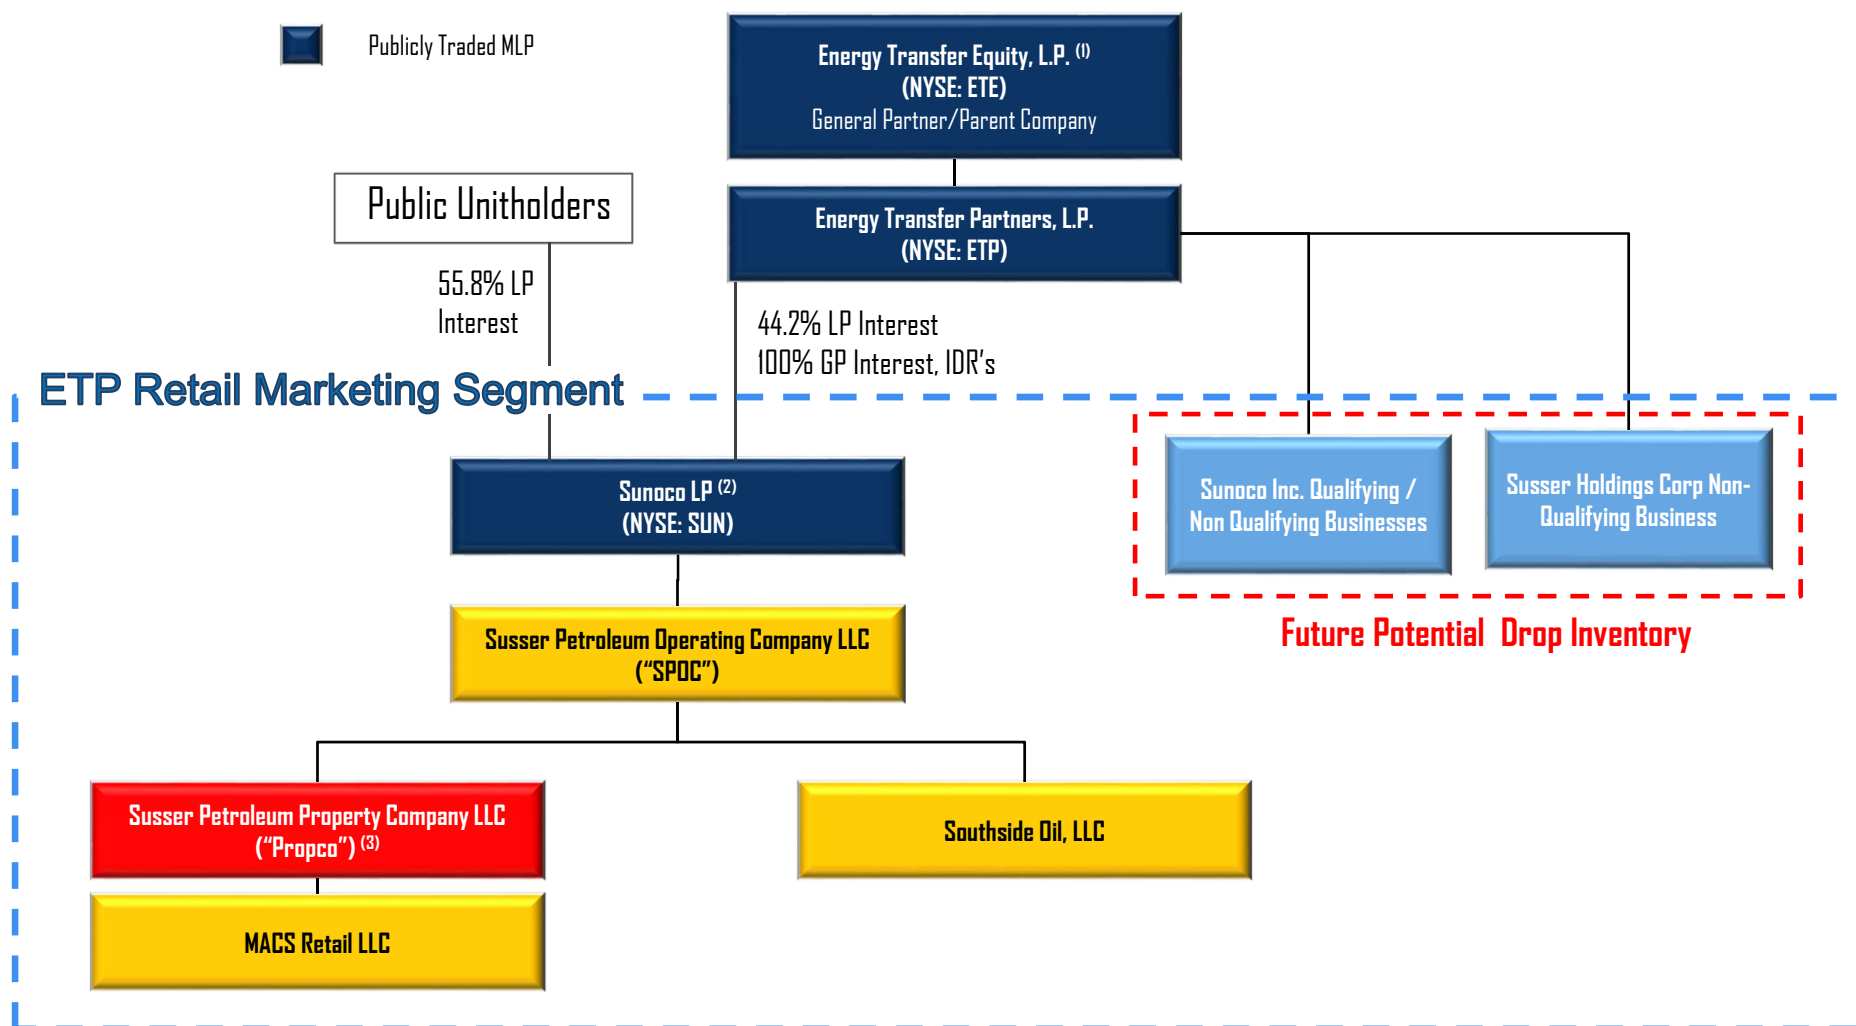 Publicly Traded MLP
Energy Transfer Equity, L.P. (1)
(NYSE: ETE)
General Partner/Parent Company
Public Unitholders
Energy Transfer Partners, L.P.
(NYSE: ETP)
55.8% LP
Interest
44.2% LP Interest
100% GP Interest, IDR's
ETP Retail Marketing Segment
Sunoco LP (2)
(NYSE: SUN)
Sunoco Inc. Qualifying /
Non Qualifying Businesses
Susser Holdings Corp Non-
Qualifying Business
Future Potential Drop Inventory
Susser Petroleum Operating Company LLC
(“SPOC”)
Susser Petroleum Property Company LLC
(“Propco”) (3)
Southside Oil, LLC
MACS Retail LLC